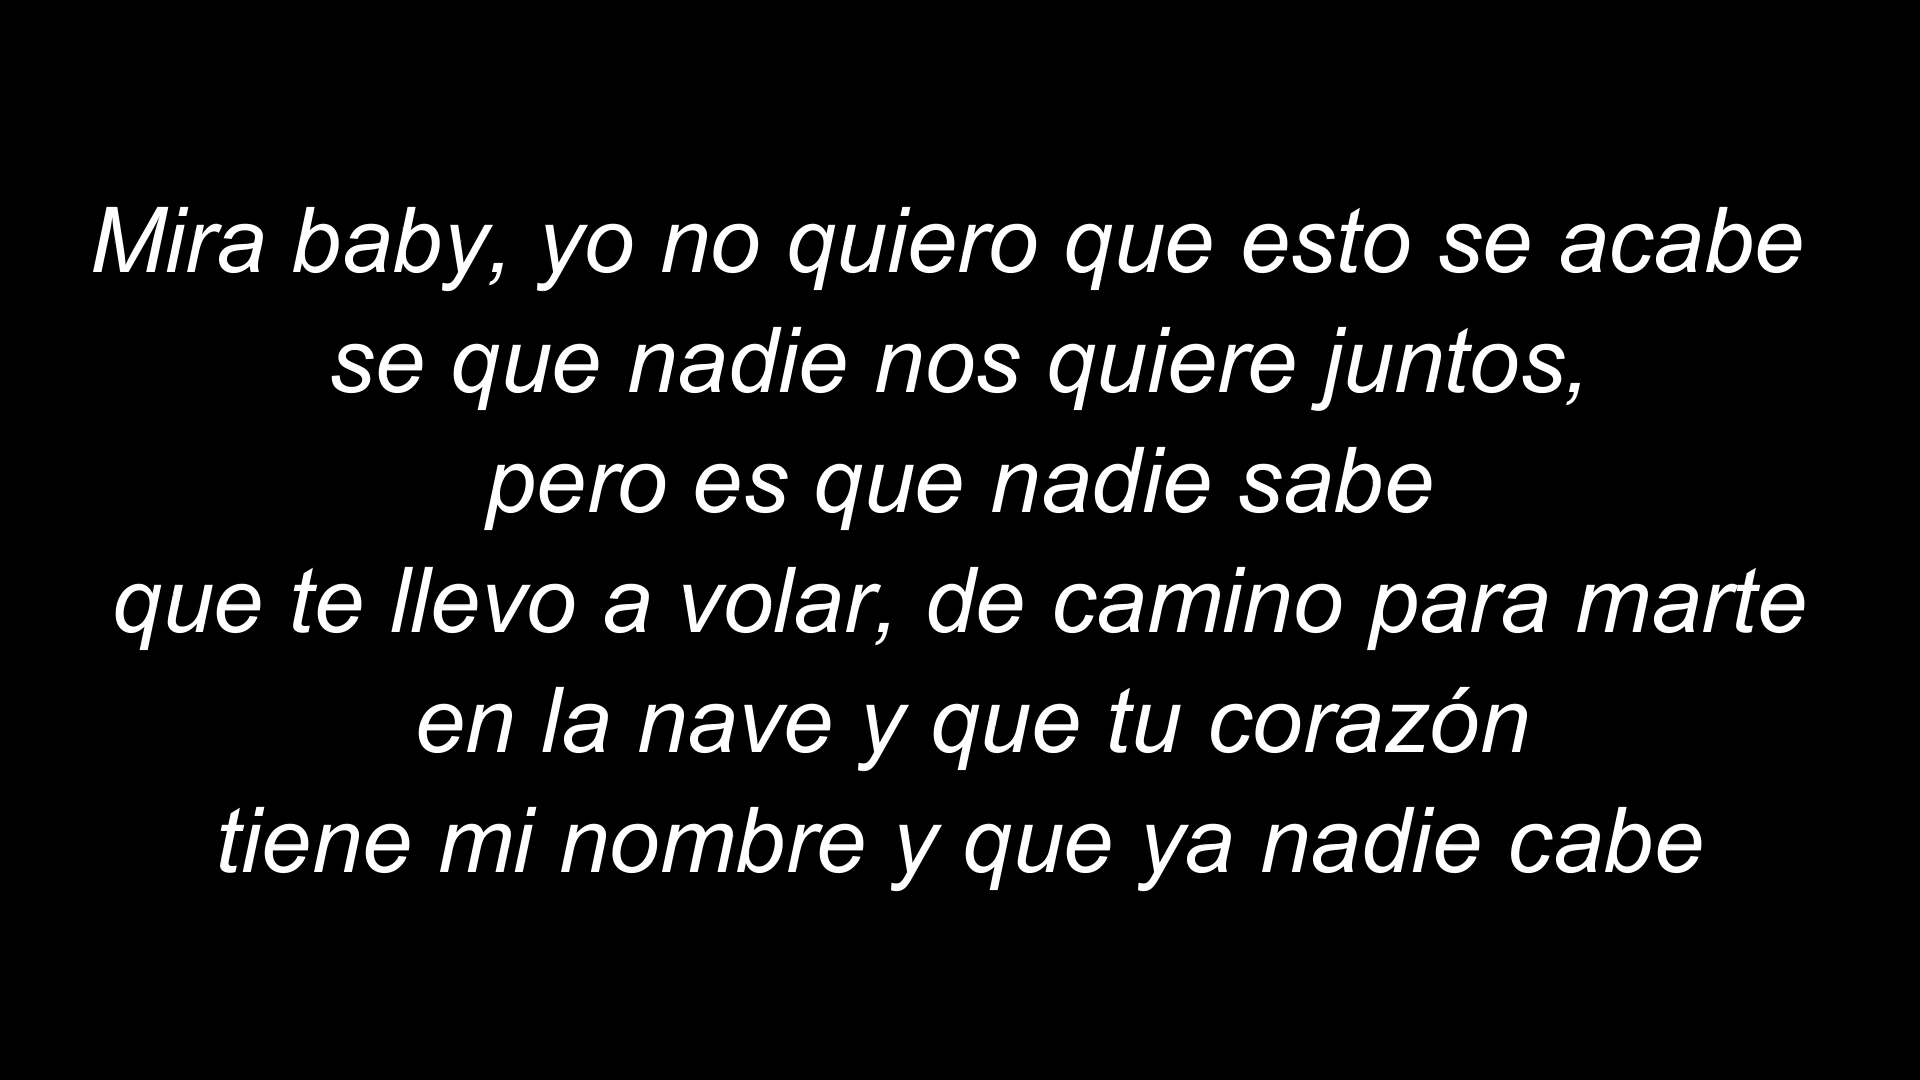 Mira baby, yo no quiero que esto se acabe
se que nadie nos quiere juntos,
pero es que nadie sabe
que te llevo a volar, de camino para marte
en la nave y que tu corazón
tiene mi nombre y que ya nadie cabe